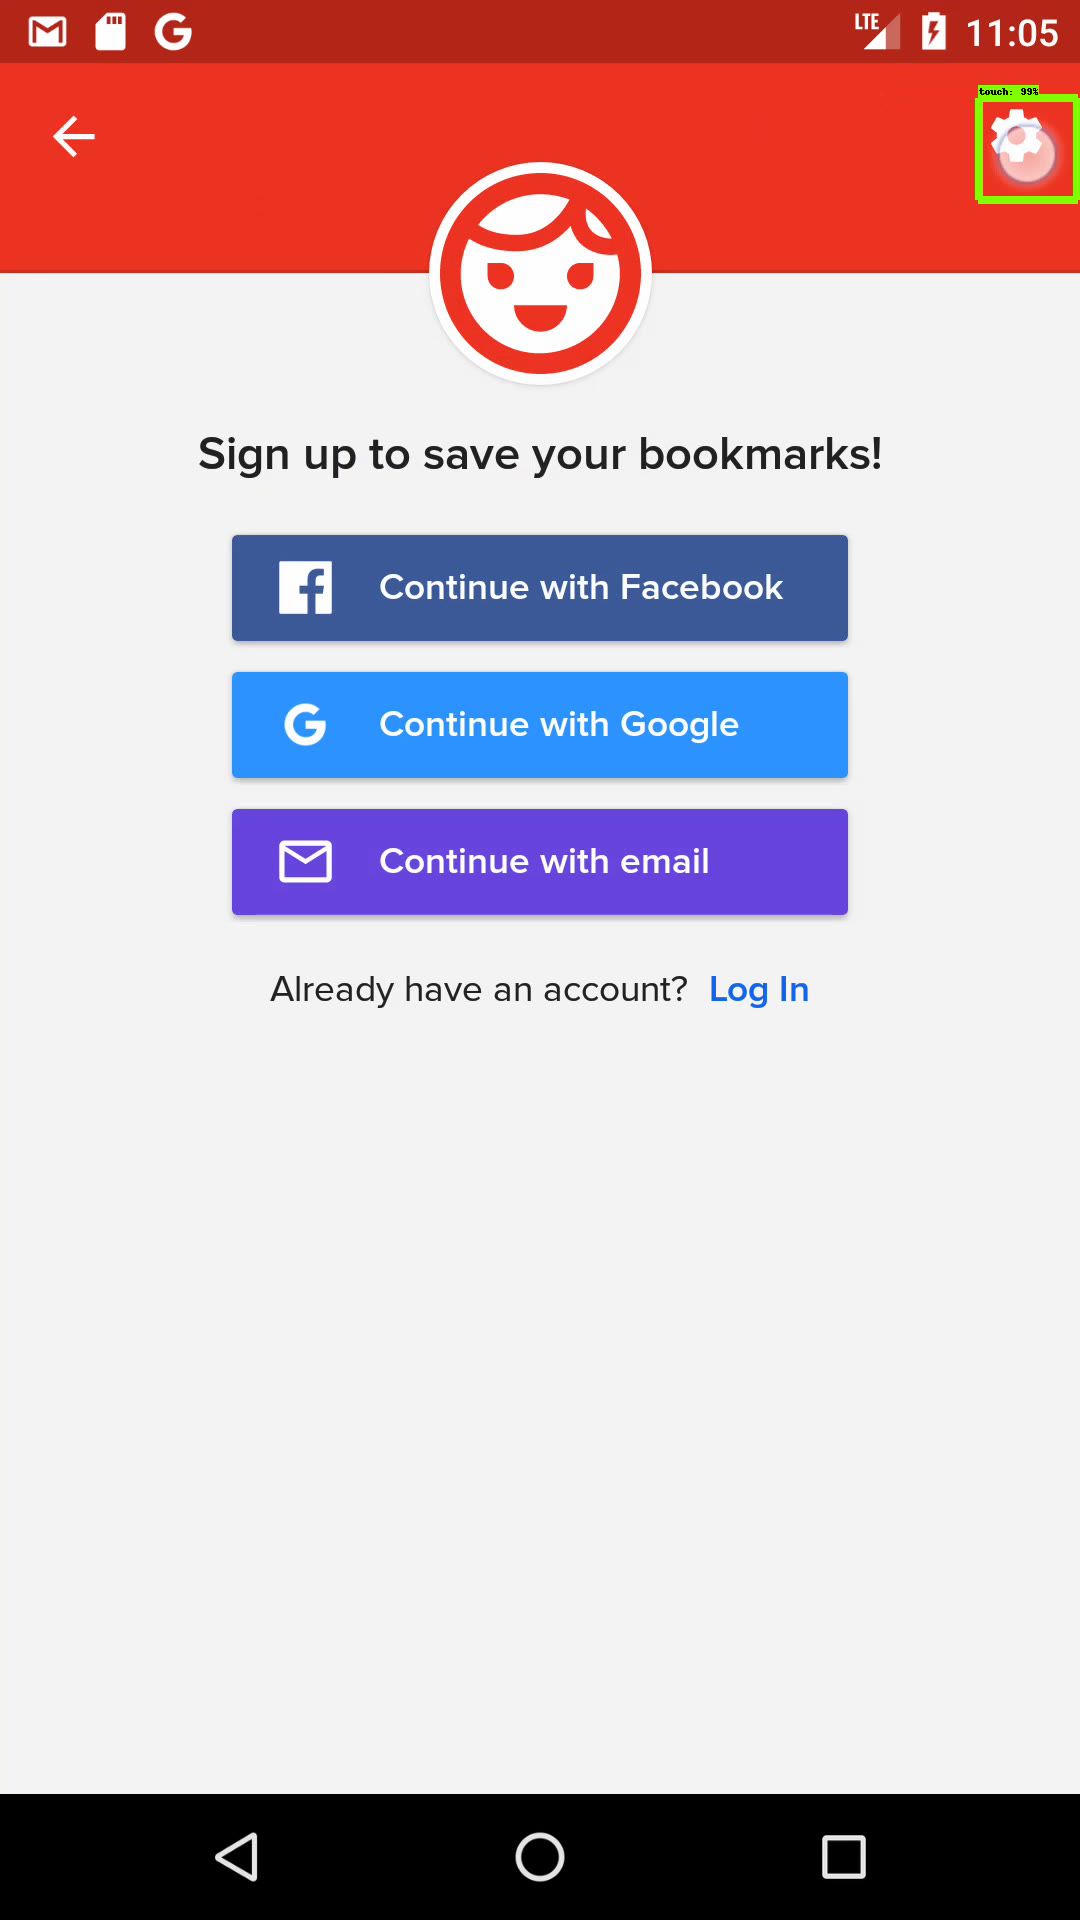 LTE 11:05
touch: 99%
Sign up to save your bookmarks!
Continue with Facebook
Continue with Google
Continue with email
Already have an account? Log In